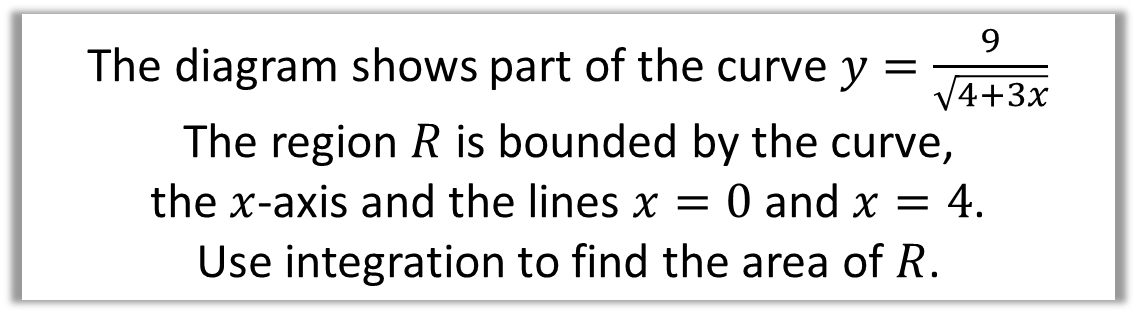 The diagram shows part of the curve y = 9/√(4+3x)
The region R is bounded by the curve,
the x-axis and the lines x = 0 and x = 4.
Use integration to find the area of R.